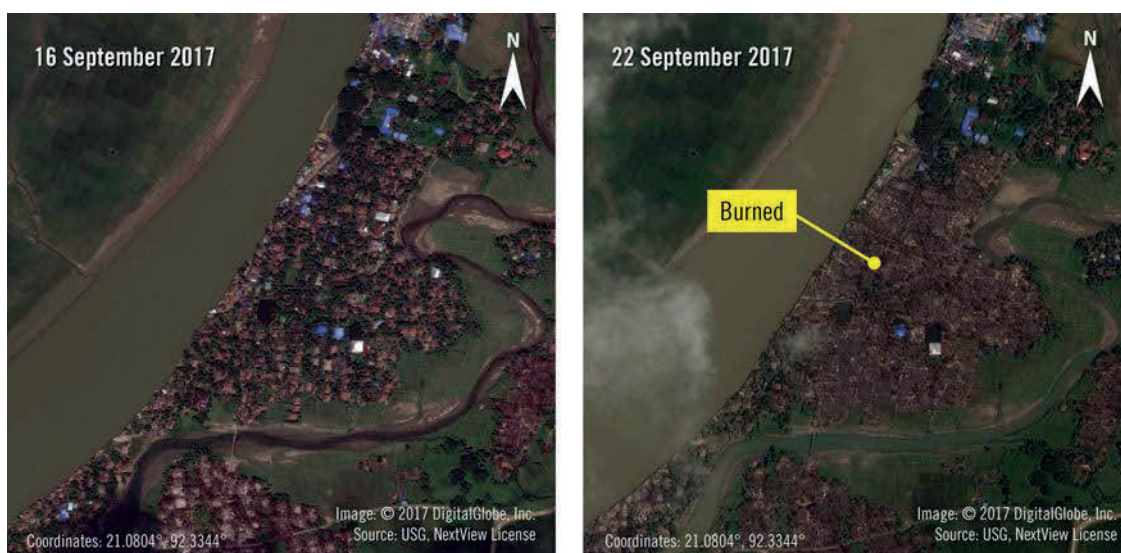 16 September 2017
N
Image: © 2017 DigitalGlobe, Inc.
Source: USG, NextView License
Coordinates: 21.0804°, 92.3344°
22 September 2017
N
Burned
Image: © 2017 DigitalGlobe, Inc.
Source: USG, NextView License
Coordinates: 21.0804°, 92.3344°